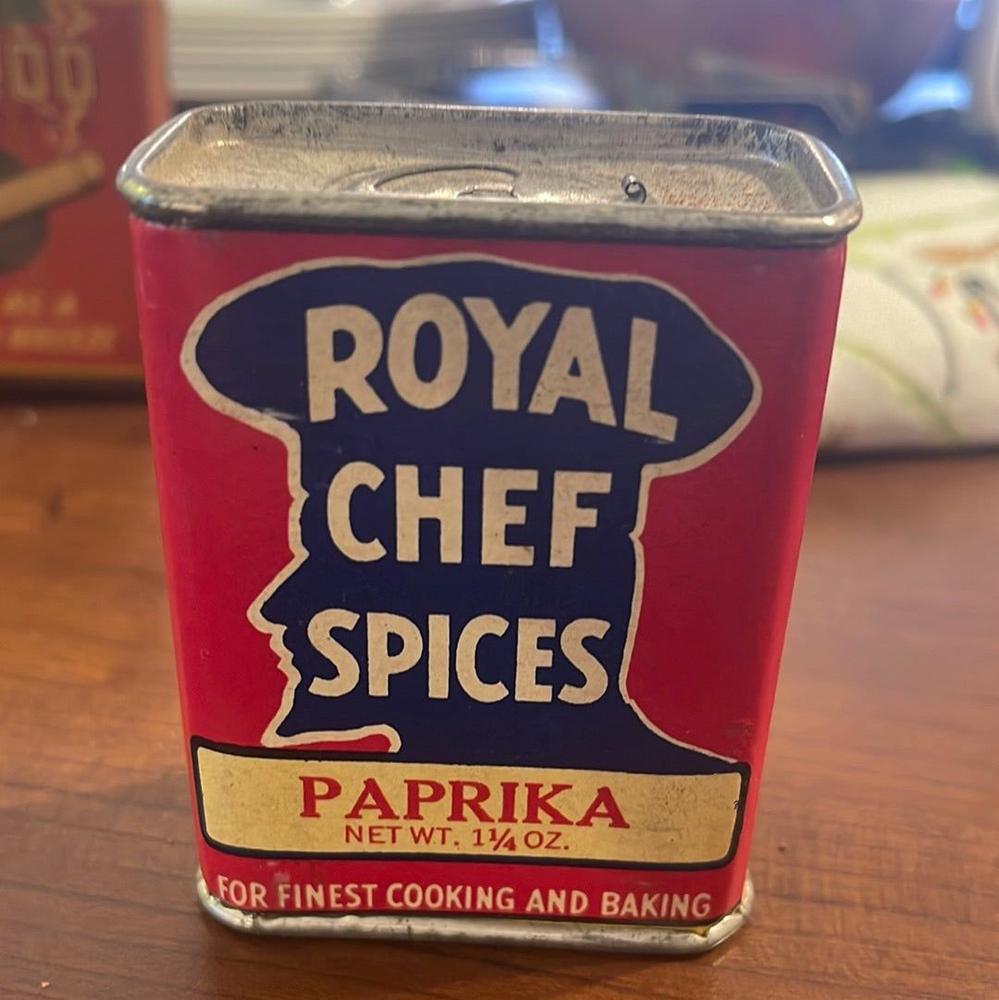 ROYAL
CHEF
SPICES
PAPRIKA
NET WT. 1¼ OZ.
FOR FINEST COOKING AND BAKING